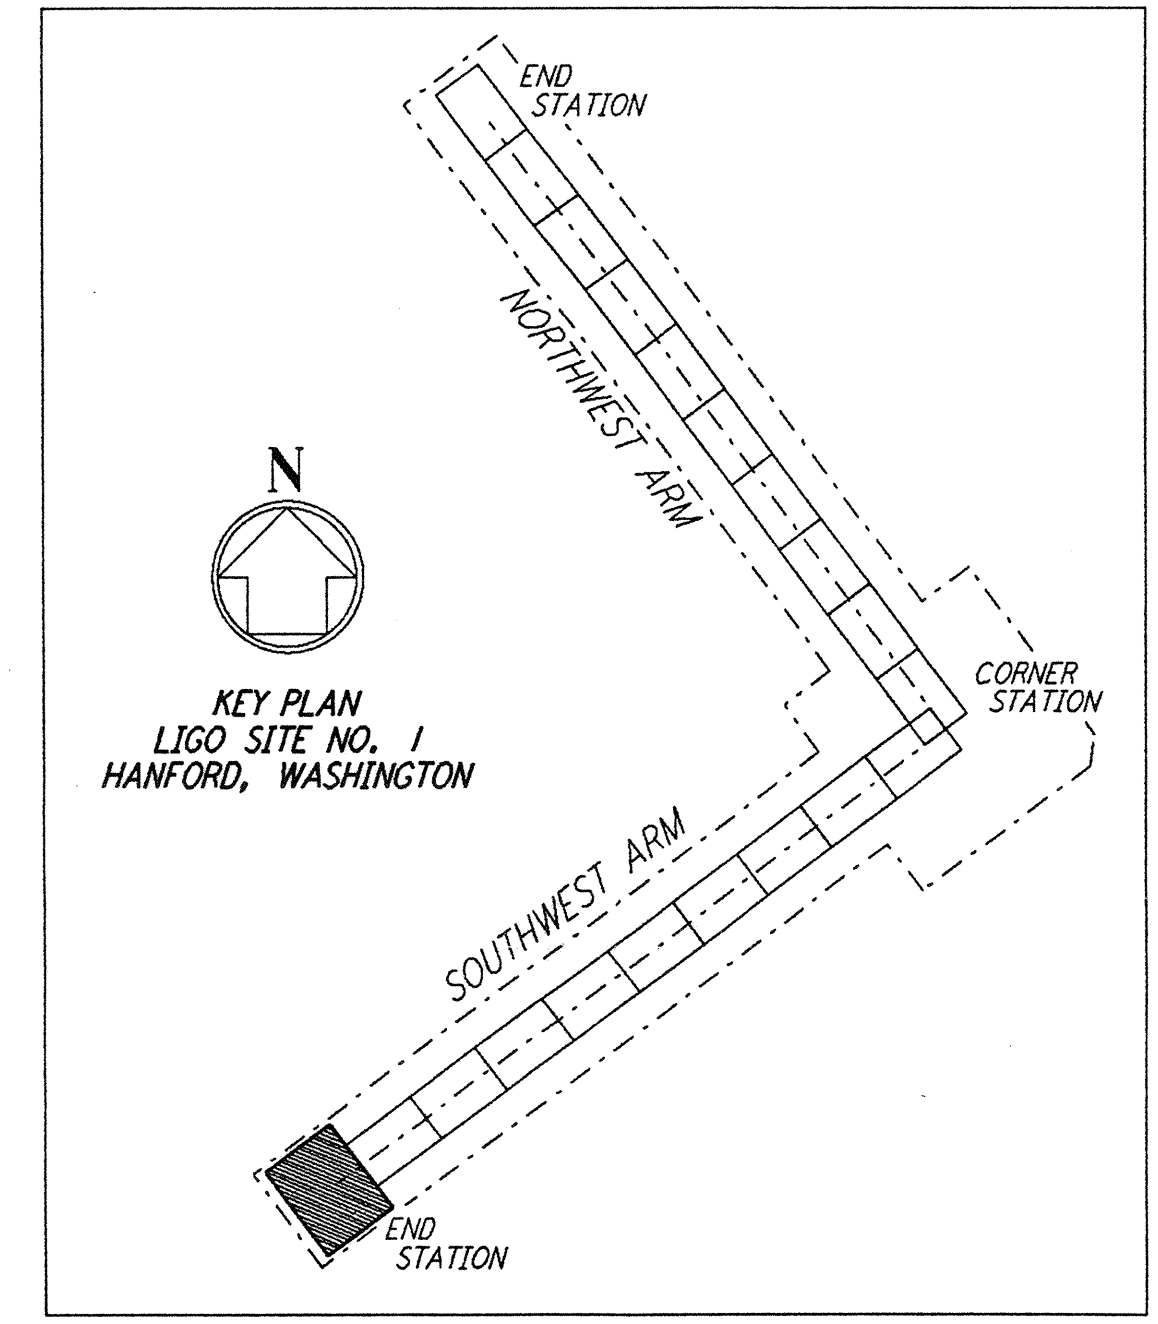 END
STATION
NORTHWEST ARM
N
CORNER
STATION
KEY PLAN
LIGO SITE NO. 1
HANFORD, WASHINGTON
SOUTHWEST ARM
END
STATION